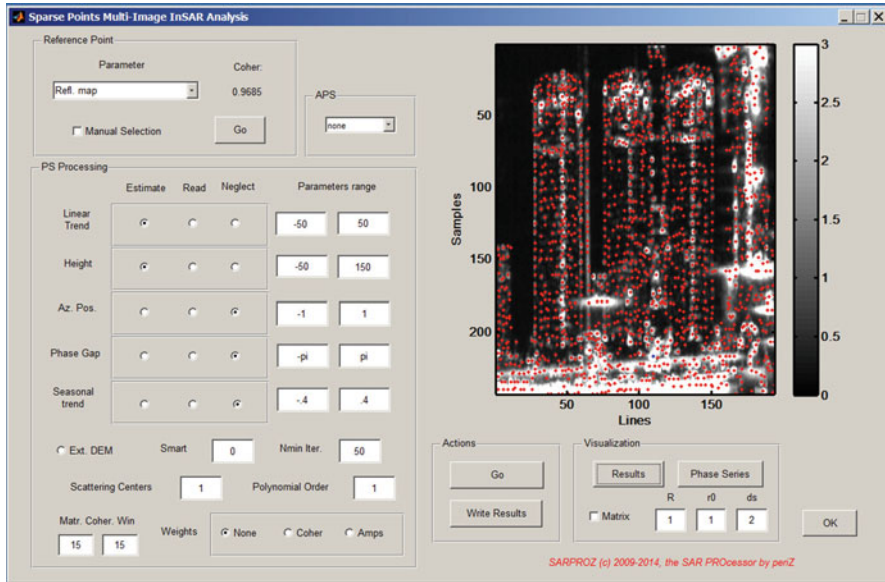 Sparse Points Multi-Image InSAR Analysis
Reference Point
Parameter Coher:
Refl. map 0.9685
Manual Selection Go
APS
none
PS Processing
Estimate Read Neglect Parameters range
Linear Trend -50 50
Height -50 150
Az. Pos. -1 1
Phase Gap -pi pi
Seasonal trend -.4 .4
Ext. DEM Smart 0 Nmin Iter. 50
Scattering Centers 1 Polynomial Order 1
Matr. Coher. Win Weights None Coher Amps
15 15
Samples
50
100
150
200
50 100 150
Lines
3
2.5
2
1.5
1
0.5
0
Actions
Go
Write Results
Visualization
Results Phase Series
R r0 ds
Matrix 1 1 2
OK
SARPROZ (c) 2009-2014, the SAR PROcessor by periZ